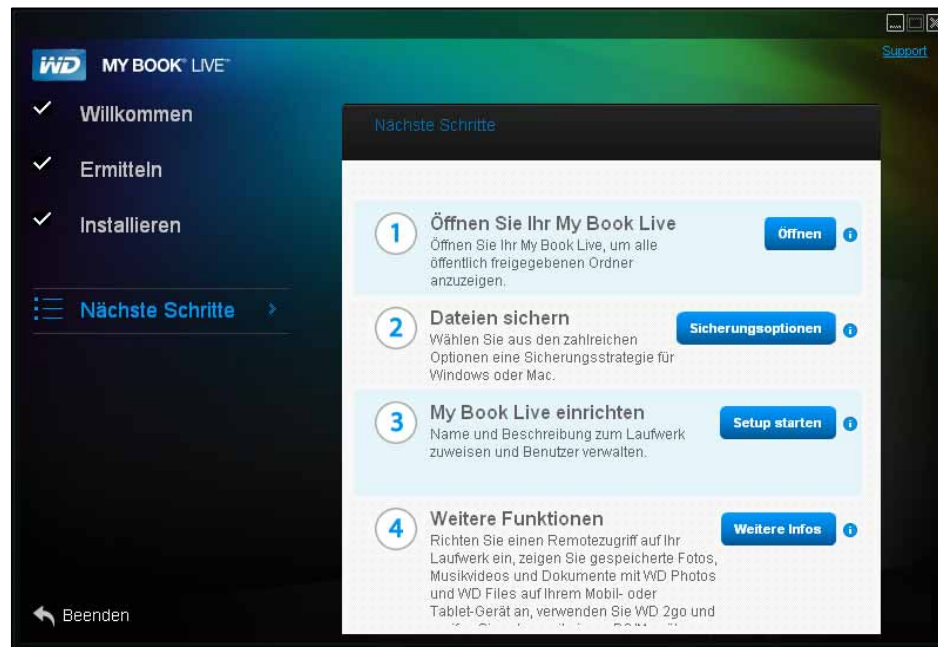 Support
WD MY BOOK® LIVE™
Willkommen
Ermitteln
Installieren
Nächste Schritte
Beenden
Nächste Schritte
1
Öffnen Sie Ihr My Book Live
Öffnen Sie Ihr My Book Live, um alle
öffentlich freigegebenen Ordner
anzuzeigen.
Öffnen
2
Dateien sichern
Wählen Sie aus den zahlreichen
Optionen eine Sicherungsstrategie für
Windows oder Mac.
Sicherungsoptionen
3
My Book Live einrichten
Name und Beschreibung zum Laufwerk
zuweisen und Benutzer verwalten.
Setup starten
4
Weitere Funktionen
Richten Sie einen Remotezugriff auf Ihr
Laufwerk ein, zeigen Sie gespeicherte Fotos,
Musikvideos und Dokumente mit WD Photos
und WD Files auf Ihrem Mobil- oder
Tablet-Gerät an, verwenden Sie WD 2go und
Weitere Infos